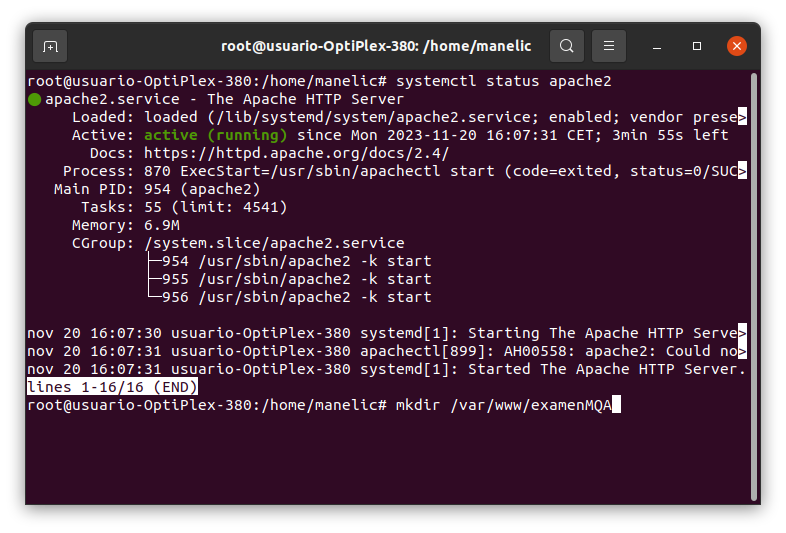 root@usuario-OptiPlex-380: /home/manelic
root@usuario-OptiPlex-380:/home/manelic# systemctl status apache2
apache2.service - The Apache HTTP Server
Loaded: loaded (/lib/systemd/system/apache2.service; enabled; vendor prese>
Active: active (running) since Mon 2023-11-20 16:07:31 CET; 3min 55s left
Docs: https://httpd.apache.org/docs/2.4/
Process: 870 ExecStart=/usr/sbin/apachectl start (code=exited, status=0/SUC>
Main PID: 954 (apache2)
Tasks: 55 (limit: 4541)
Memory: 6.9M
CGroup: /system.slice/apache2.service
├─954 /usr/sbin/apache2 -k start
├─955 /usr/sbin/apache2 -k start
└─956 /usr/sbin/apache2 -k start
nov 20 16:07:30 usuario-OptiPlex-380 systemd[1]: Starting The Apache HTTP Serve>
nov 20 16:07:31 usuario-OptiPlex-380 apachectl[899]: AH00558: apache2: Could no>
nov 20 16:07:31 usuario-OptiPlex-380 systemd[1]: Started The Apache HTTP Server.
lines 1-16/16 (END)
root@usuario-OptiPlex-380:/home/manelic# mkdir /var/www/examenMQA